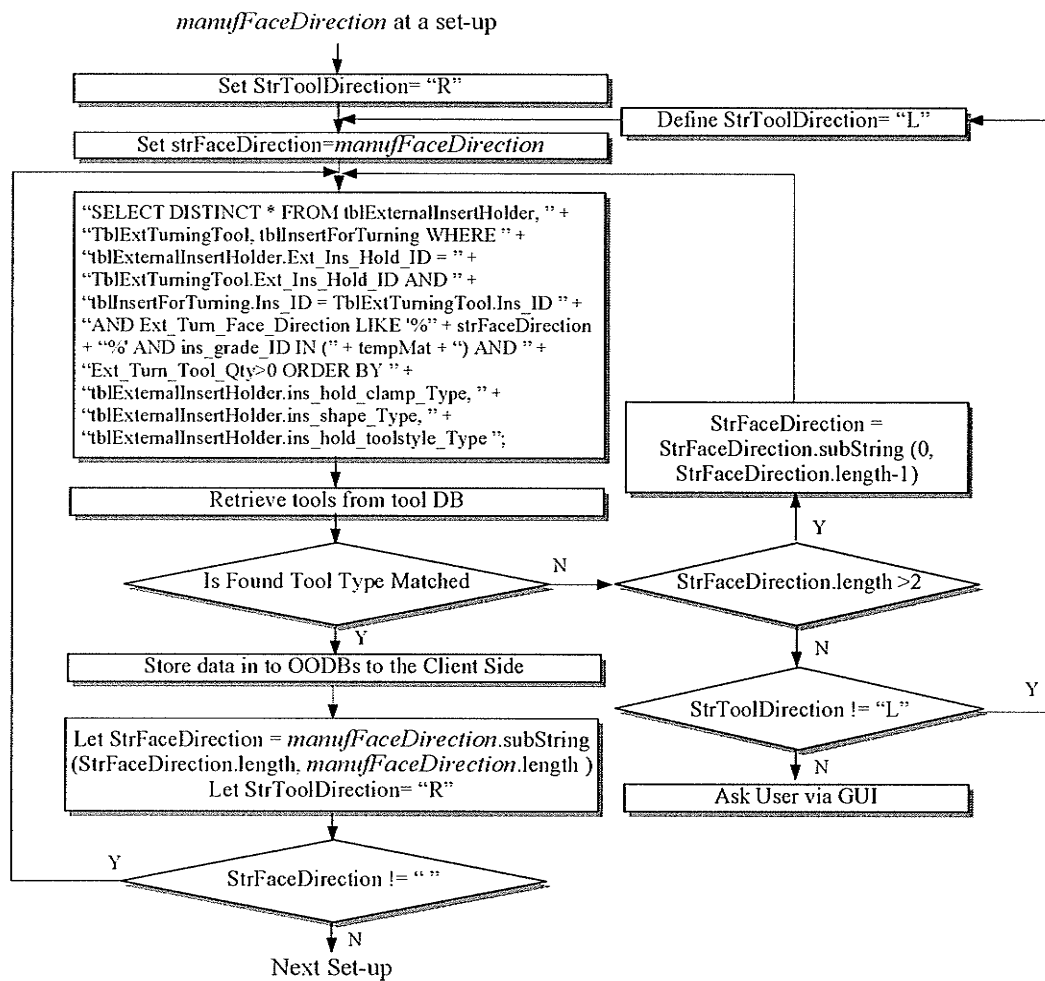 manufFaceDirection at a set-up
Set StrToolDirection= “R”
Define StrToolDirection= “L”
Set strFaceDirection=manufFaceDirection
“SELECT DISTINCT * FROM tblExternalInsertHolder, ” +
“TblExtTurningTool, tblInsertForTurning WHERE ” +
“tblExternalInsertHolder.Ext_Ins_Hold_ID = ” +
“TblExtTurningTool.Ext_Ins_Hold_ID AND ” +
“tblInsertForTurning.Ins_ID = TblExtTurningTool.Ins_ID ” +
“AND Ext_Turn_Face_Direction LIKE '%” + strFaceDirection
+ “%' AND ins_grade_ID IN (” + tempMat + “) AND ” +
“Ext_Turn_Tool_Qty>0 ORDER BY ” +
“tblExternalInsertHolder.ins_hold_clamp_Type, ” +
“tblExternalInsertHolder.ins_shape_Type, ” +
“tblExternalInsertHolder.ins_hold_toolstyle_Type ”;
StrFaceDirection =
StrFaceDirection.subString (0,
StrFaceDirection.length-1)
Retrieve tools from tool DB
Y
Is Found Tool Type Matched
N
StrFaceDirection.length >2
Y
N
Store data in to OODBs to the Client Side
StrToolDirection != “L”
Y
Let StrFaceDirection = manufFaceDirection.subString
(StrFaceDirection.length, manufFaceDirection.length )
Let StrToolDirection= “R”
N
Ask User via GUI
Y
StrFaceDirection != “ ”
N
Next Set-up